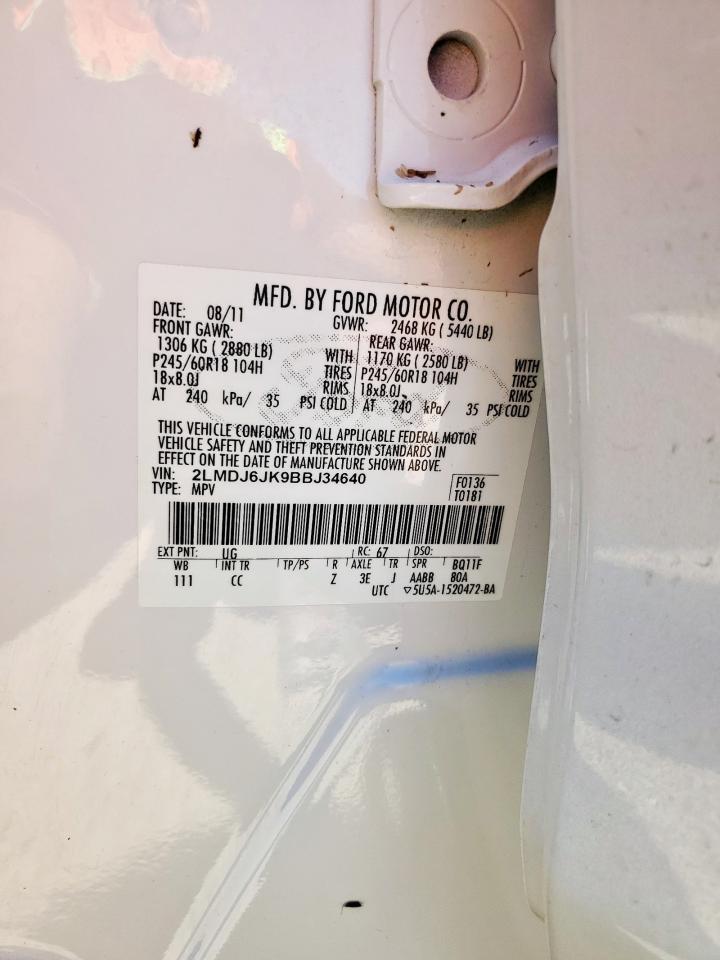 MFD. BY FORD MOTOR CO.
DATE: 08/11 GVWR: 2468 KG ( 5440 LB)
FRONT GAWR: REAR GAWR:
1306 KG ( 2880 LB) WITH 1170 KG ( 2580 LB) WITH
P245/60R18 104H TIRES P245/60R18 104H TIRES
18x8.0J RIMS 18x8.0J RIMS
AT 240 kPa/ 35 PSI COLD AT 240 kPa/ 35 PSI COLD
THIS VEHICLE CONFORMS TO ALL APPLICABLE FEDERAL MOTOR
VEHICLE SAFETY AND THEFT PREVENTION STANDARDS IN
EFFECT ON THE DATE OF MANUFACTURE SHOWN ABOVE.
VIN: 2LMDJ6JK9BBJ34640 F0136
TYPE: MPV T0181
EXT PNT: UG RC: 67 DSO:
WB INT TR TP/PS R AXLE TR SPR BQ11F
111 CC Z 3E J AABB 80A
UTC ▽5U5A-1520472-BA